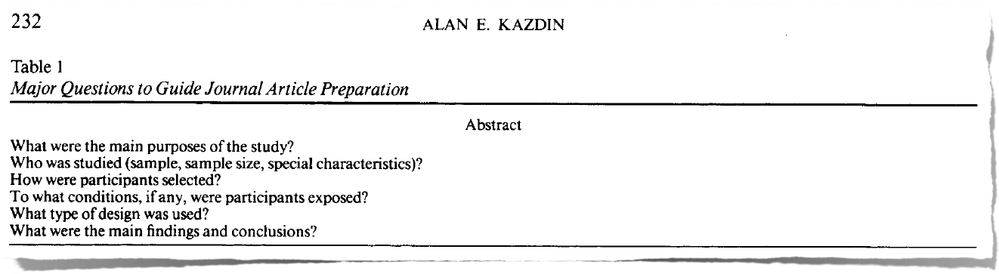 232
ALAN E. KAZDIN
Table 1
Major Questions to Guide Journal Article Preparation
Abstract
What were the main purposes of the study?
Who was studied (sample, sample size, special characteristics)?
How were participants selected?
To what conditions, if any, were participants exposed?
What type of design was used?
What were the main findings and conclusions?